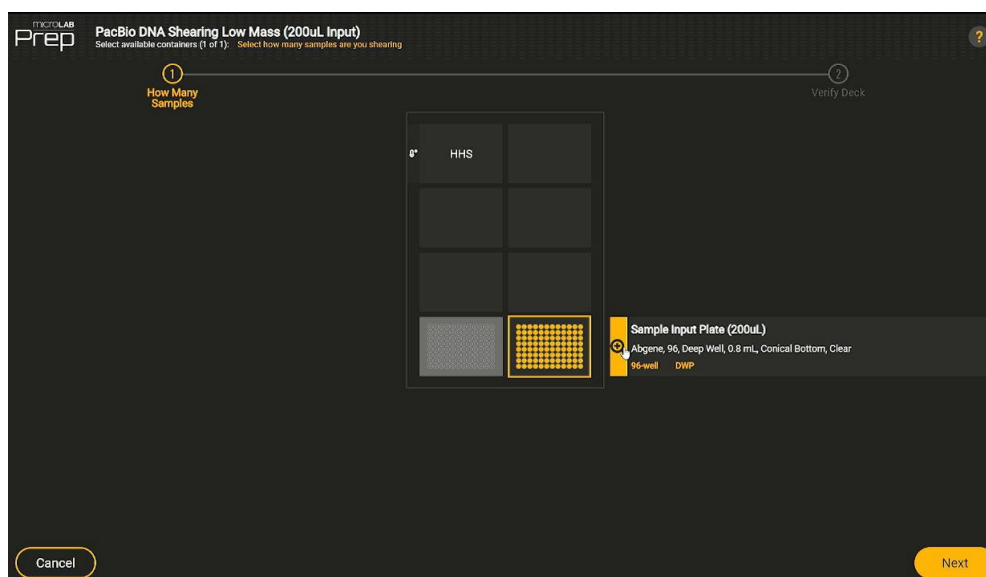 microLAB
Prep
PacBio DNA Shearing Low Mass (200uL Input)
Select available containers (1 of 1): Select how many samples are you shearing
?
1
2
How Many
Samples
Verify Deck
HHS
Sample Input Plate (200uL)
Abgene, 96, Deep Well, 0.8 mL, Conical Bottom, Clear
96-well DWP
Cancel
Next